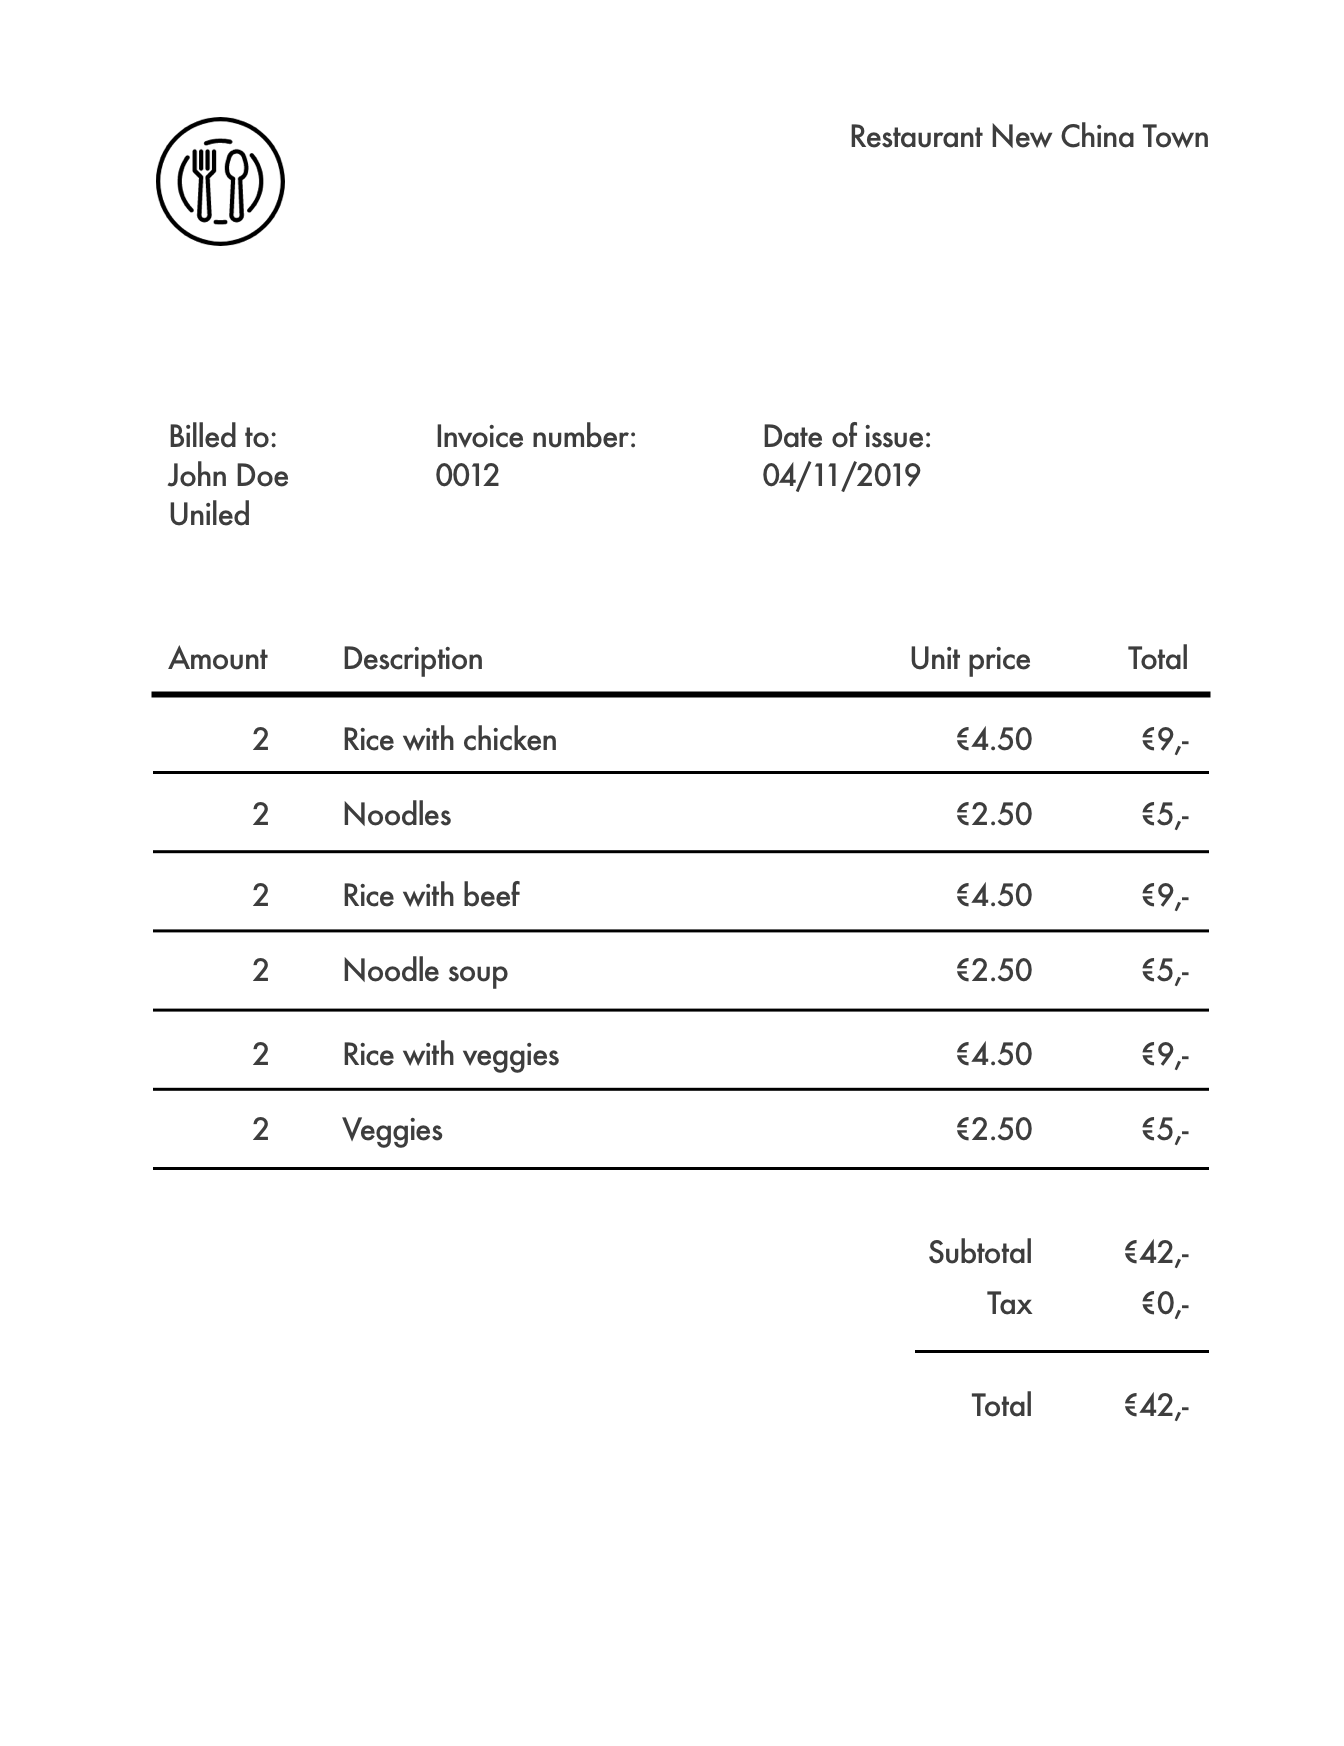 Restaurant New China Town
Billed to:
John Doe
Uniled
Invoice number:
0012
Date of issue:
04/11/2019
Amount Description Unit price Total
2 Rice with chicken €4.50 €9,-
2 Noodles €2.50 €5,-
2 Rice with beef €4.50 €9,-
2 Noodle soup €2.50 €5,-
2 Rice with veggies €4.50 €9,-
2 Veggies €2.50 €5,-
Subtotal €42,-
Tax €0,-
Total €42,-